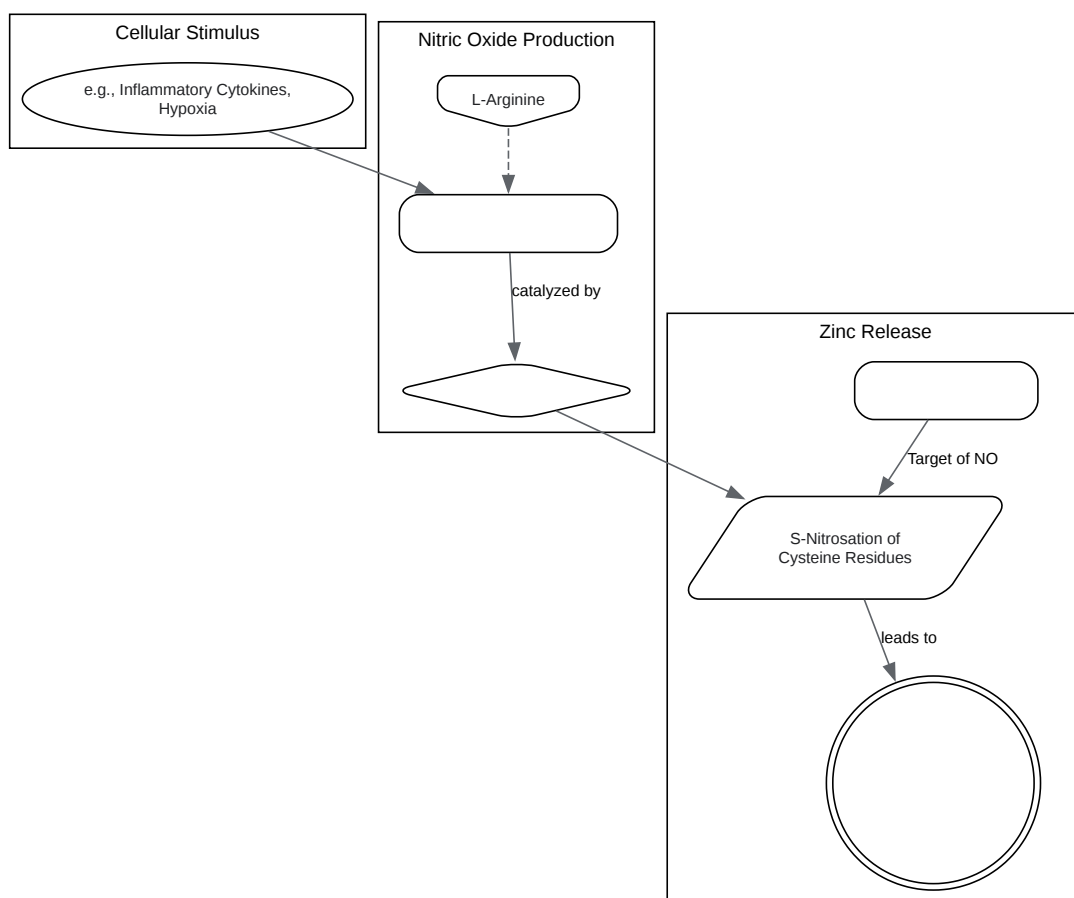 Cellular Stimulus
e.g., Inflammatory Cytokines,
Hypoxia
Nitric Oxide Production
L-Arginine
catalyzed by
Zinc Release
Target of NO
S-Nitrosation of
Cysteine Residues
leads to